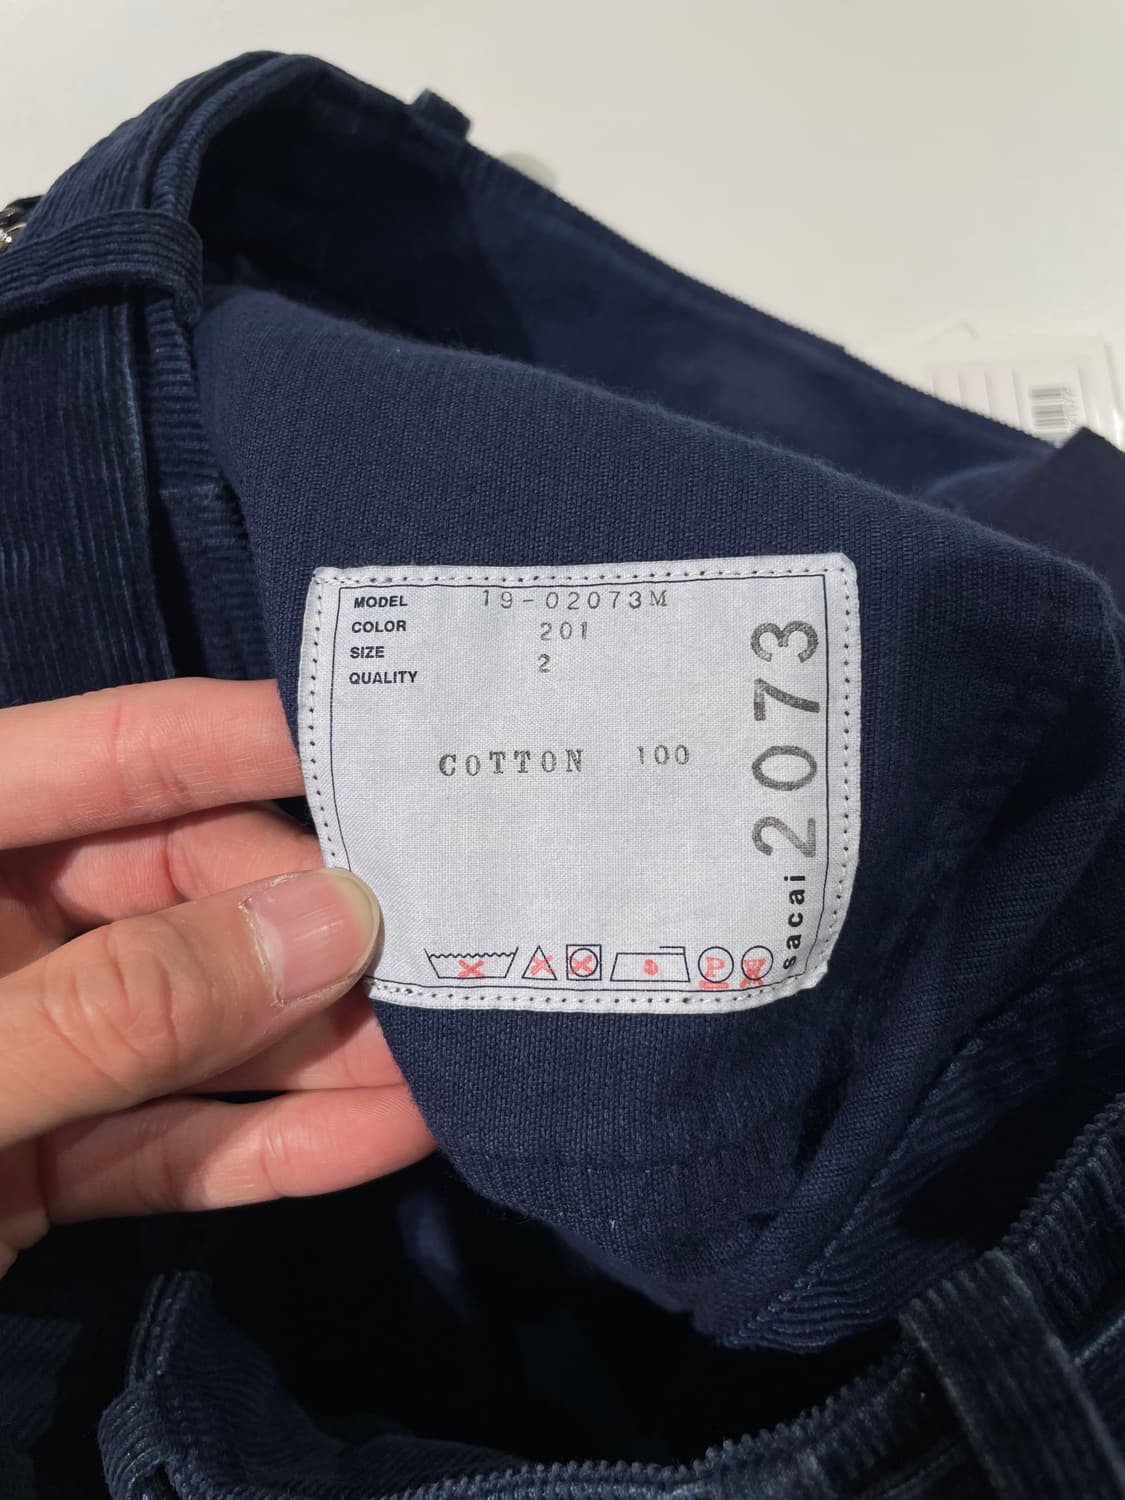 MODEL 19-02073M
COLOR 201
SIZE 2
QUALITY
COTTON 100
sacai 2073
P
W